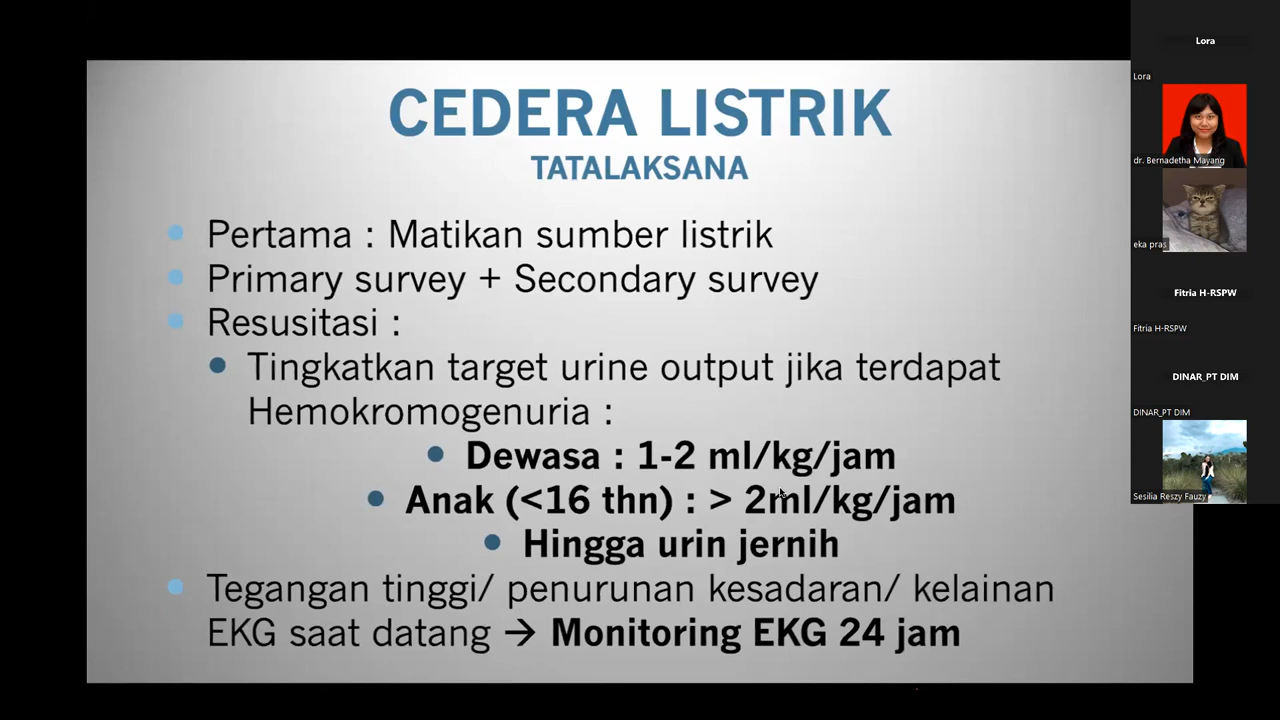 CEDERA LISTRIK
TATALAKSANA
Pertama : Matikan sumber listrik
Primary survey + Secondary survey
Resusitasi :
Tingkatkan target urine output jika terdapat
Hemokromogenuria :
Dewasa : 1-2 ml/kg/jam
Anak (<16 thn) : > 2ml/kg/jam
Hingga urin jernih
Tegangan tinggi/ penurunan kesadaran/ kelainan
EKG saat datang → Monitoring EKG 24 jam
Lora
Lora
dr. Bernadetha Mayang
eka pras
Fitria H-RSPW
Fitria H-RSPW
DINAR_PT DIM
DINAR_PT DIM
Sesilia Reszy Fauzy